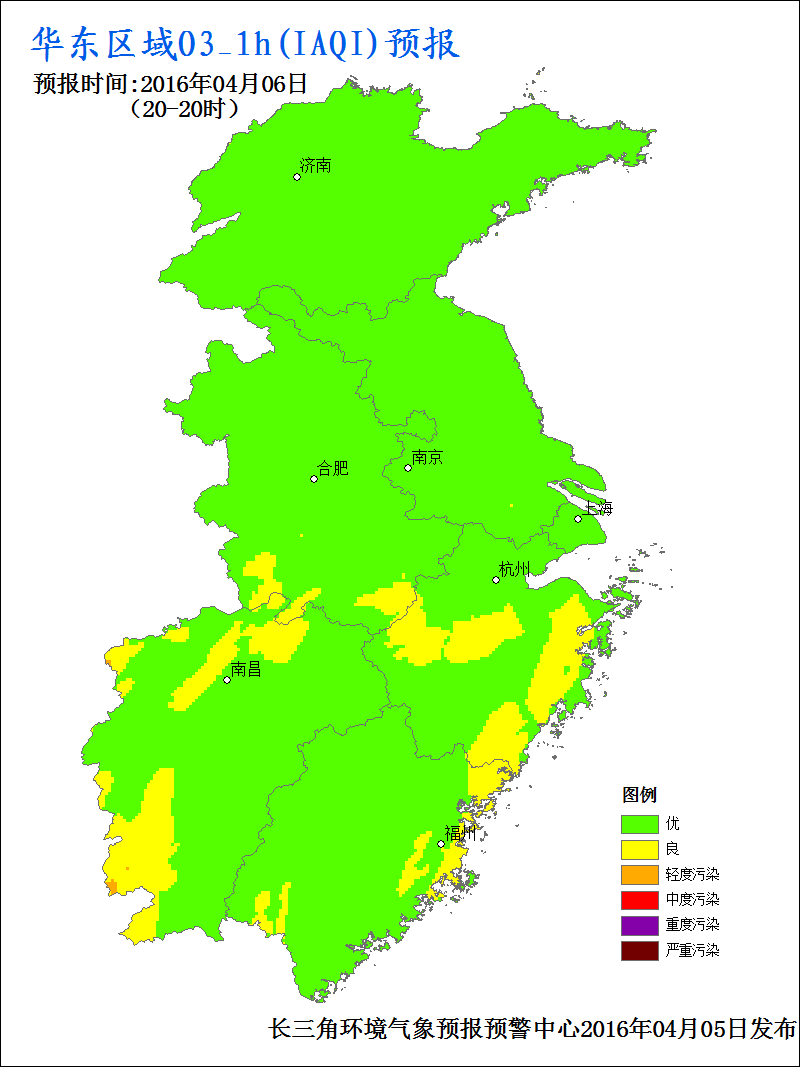 华东区域O3_1h(IAQI)预报
预报时间:2016年04月06日
（20-20时）
济南
南京
合肥
上海
杭州
南昌
福州
图例
优
良
轻度污染
中度污染
重度污染
严重污染
长三角环境气象预报预警中心2016年04月05日发布